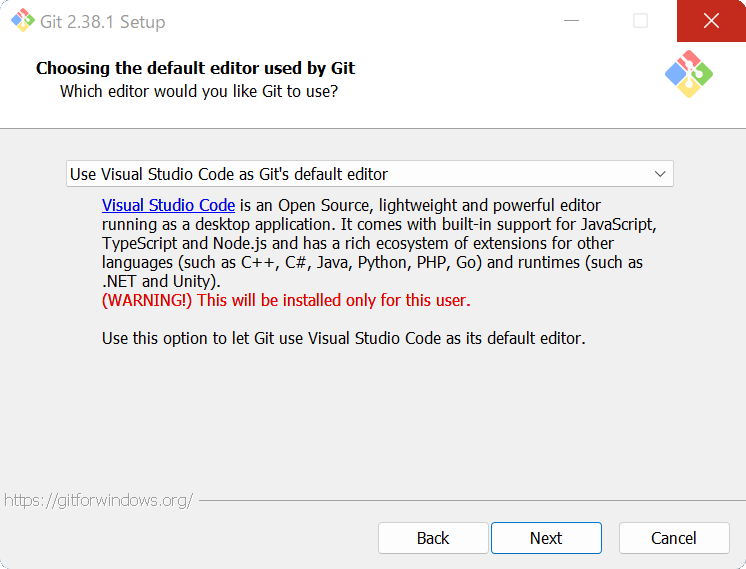 Git 2.38.1 Setup
Choosing the default editor used by Git
Which editor would you like Git to use?
Use Visual Studio Code as Git's default editor
Visual Studio Code is an Open Source, lightweight and powerful editor
running as a desktop application. It comes with built-in support for JavaScript,
TypeScript and Node.js and has a rich ecosystem of extensions for other
languages (such as C++, C#, Java, Python, PHP, Go) and runtimes (such as
.NET and Unity).
(WARNING!) This will be installed only for this user.
Use this option to let Git use Visual Studio Code as its default editor.
https://gitforwindows.org/
Back Next Cancel